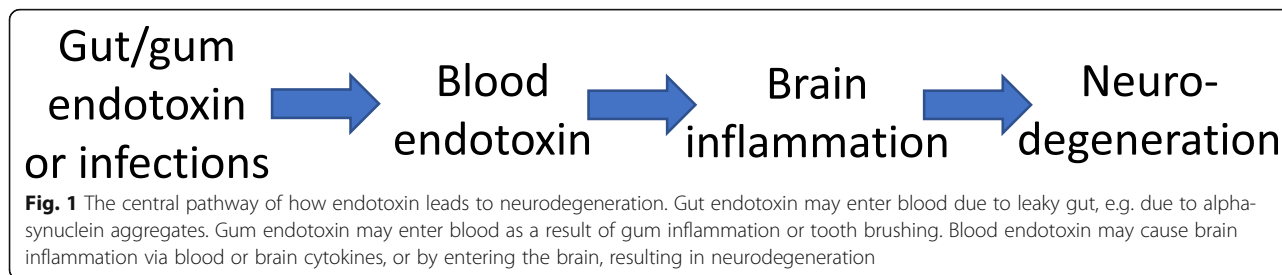 Gut/gum
endotoxin
or infections
Blood
endotoxin
Brain
inflammation
Neuro-
degeneration
Fig. 1 The central pathway of how endotoxin leads to neurodegeneration. Gut endotoxin may enter blood due to leaky gut, e.g. due to alpha-
synuclein aggregates. Gum endotoxin may enter blood as a result of gum inflammation or tooth brushing. Blood endotoxin may cause brain
inflammation via blood or brain cytokines, or by entering the brain, resulting in neurodegeneration